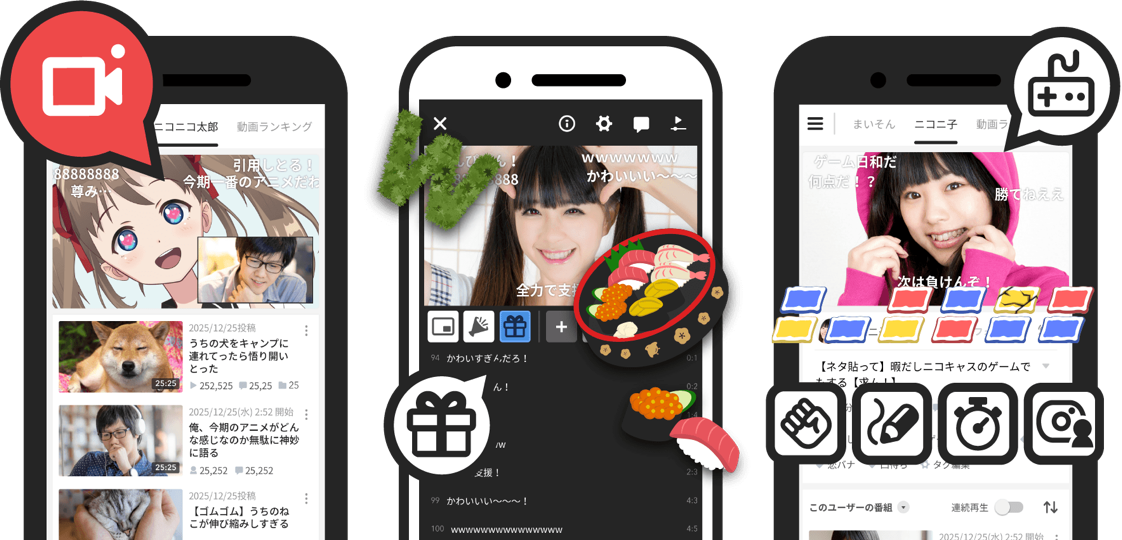 ニコニコ太郎
動画ランキング
88888888
尊み…
引用しとる！
今期一番のアニメだね
2025/12/25投稿
うちの犬をキャンプに
連れてったら悟り開い
とった
252,525
25,25
25
25:25
2025/12/25(水) 2:52 開始
俺、今期のアニメがどん
な感じなのか無駄に神妙
に語る
25,252
25,252
25:25
2025/12/25投稿
【ゴムゴム】うちのね
こが伸び縮みしすぎる
wwwwwww
かわいいい～～～
888
全力で支
94 かわいすぎんだろ！ 0:1
ん！ 0:2
1:4
w
支援！ 2:3
99 かわいいい～～～！ 4:3
100 wwwwwwwwwwwwwww 4:5
まいそん
ニコニ子
動画ラ
ゲーム日和だ
何点だ！？
勝てねええ
次は負けんぞ！
【ネタ貼って】暇だしニコキャスのゲームで
もする【求ん！】
恋バナ
口待ち
タグ編集
このユーザーの番組
連続再生
2025/12/25(水) 2:52 開始